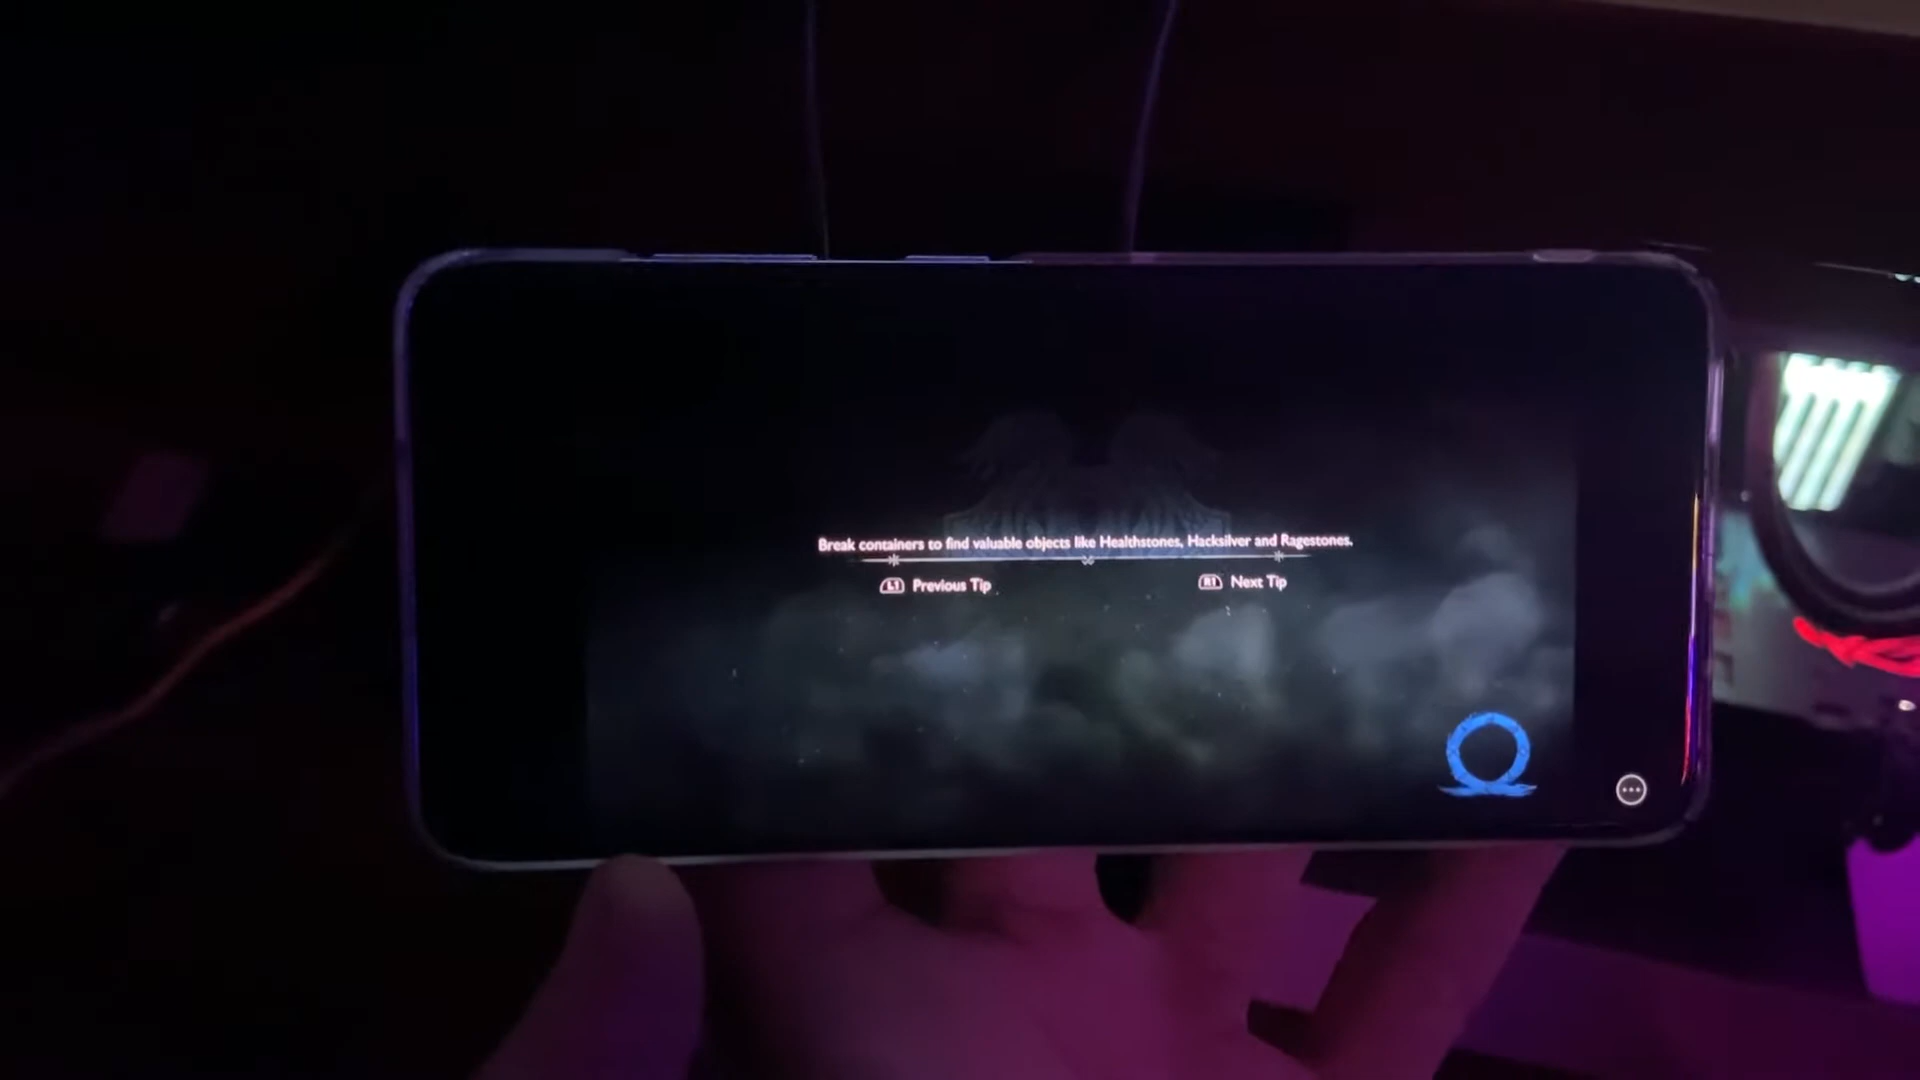 Break containers to find valuable objects like Healthstones, Hacksilver and Ragestones.
L1 Previous Tip
R1 Next Tip